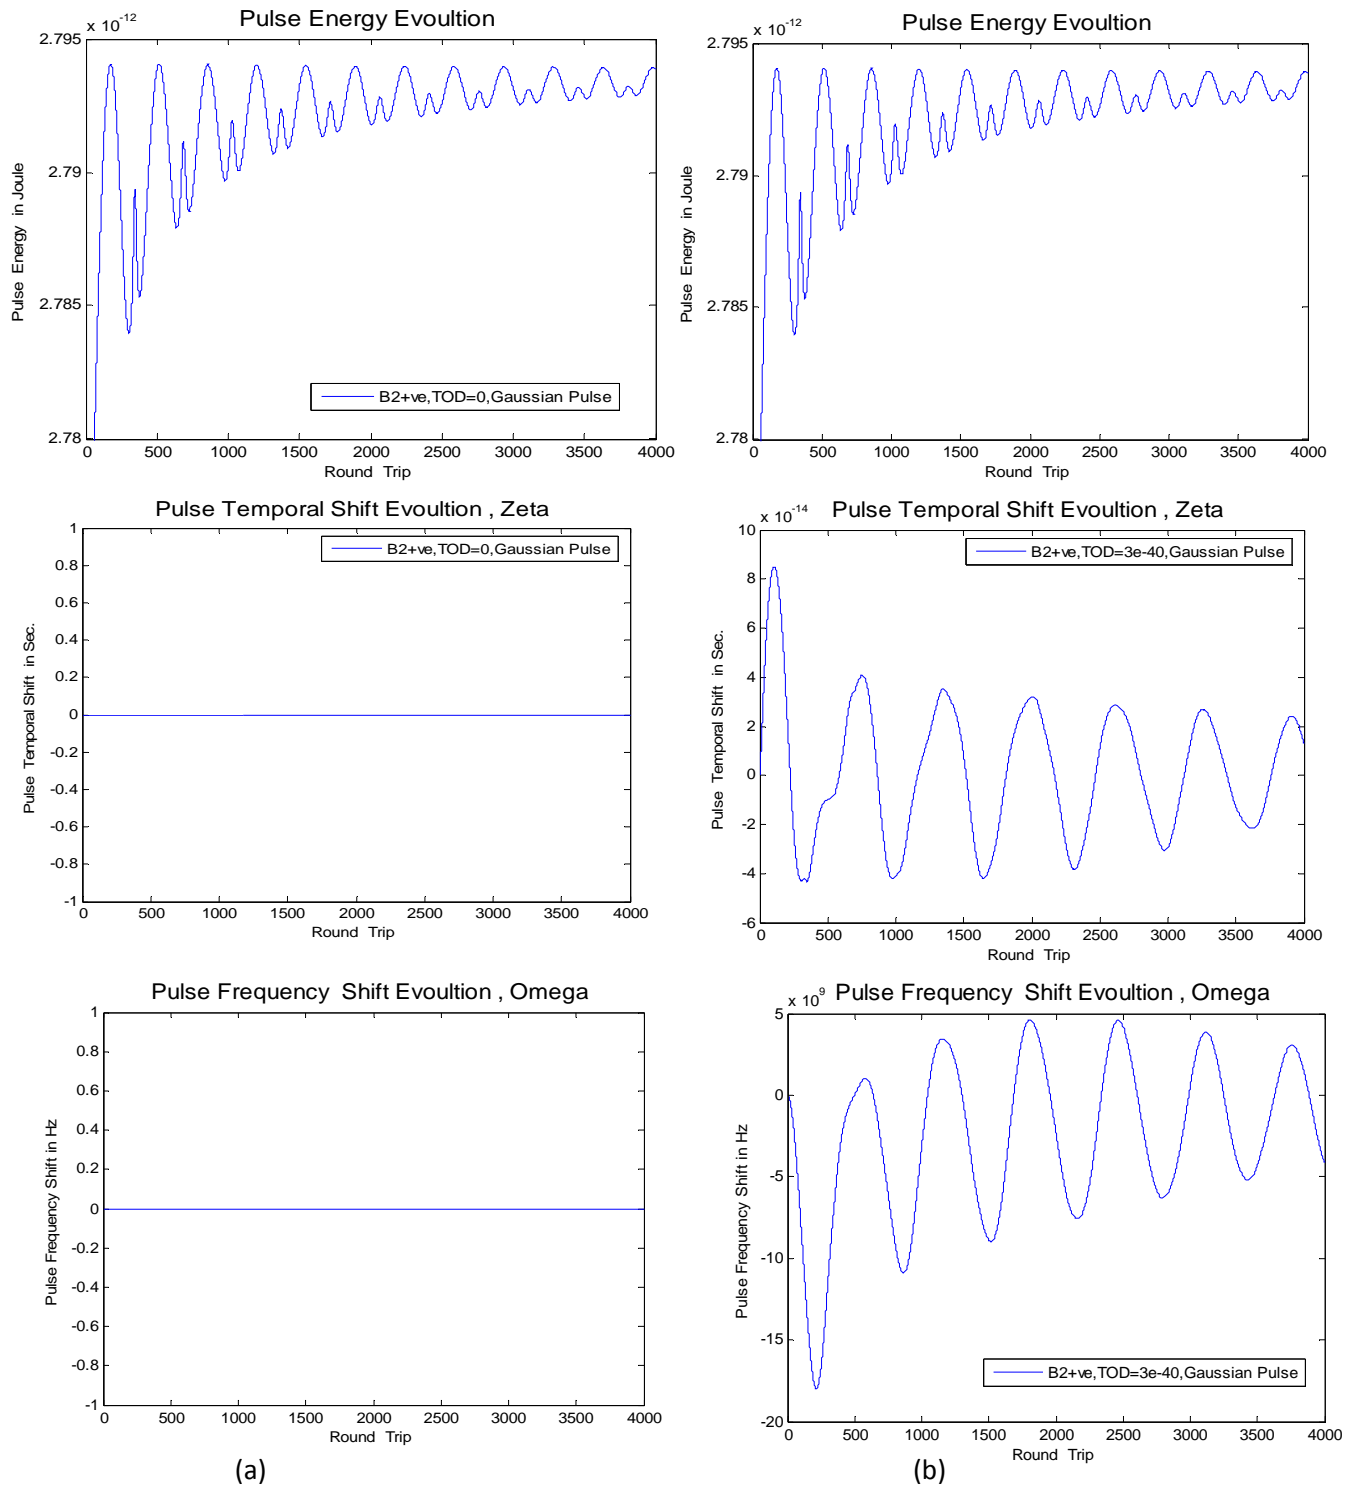 Pulse Energy Evoultion
x 10-12
2.795
2.79
2.785
2.78
Pulse Energy in Joule
B2+ve,TOD=0,Gaussian Pulse
0 500 1000 1500 2000 2500 3000 3500 4000
Round Trip
Pulse Energy Evoultion
x 10-12
2.795
2.79
2.785
2.78
Pulse Energy in Joule
0 500 1000 1500 2000 2500 3000 3500 4000
Round Trip
Pulse Temporal Shift Evoultion , Zeta
1
0.8
0.6
0.4
0.2
0
-0.2
-0.4
-0.6
-0.8
-1
Pulse Temporal Shift in Sec.
B2+ve,TOD=0,Gaussian Pulse
0 500 1000 1500 2000 2500 3000 3500 4000
Round Trip
Pulse Temporal Shift Evoultion , Zeta
x 10-14
10
8
6
4
2
0
-2
-4
-6
Pulse Temporal Shift in Sec.
B2+ve,TOD=3e-40,Gaussian Pulse
0 500 1000 1500 2000 2500 3000 3500 4000
Round Trip
Pulse Frequency Shift Evoultion , Omega
1
0.8
0.6
0.4
0.2
0
-0.2
-0.4
-0.6
-0.8
-1
Pulse Frequency Shift in Hz
0 500 1000 1500 2000 2500 3000 3500 4000
Round Trip
(a)
Pulse Frequency Shift Evoultion , Omega
x 109
5
0
-5
-10
-15
-20
Pulse Frequency Shift in Hz
B2+ve,TOD=3e-40,Gaussian Pulse
0 500 1000 1500 2000 2500 3000 3500 4000
Round Trip
(b)